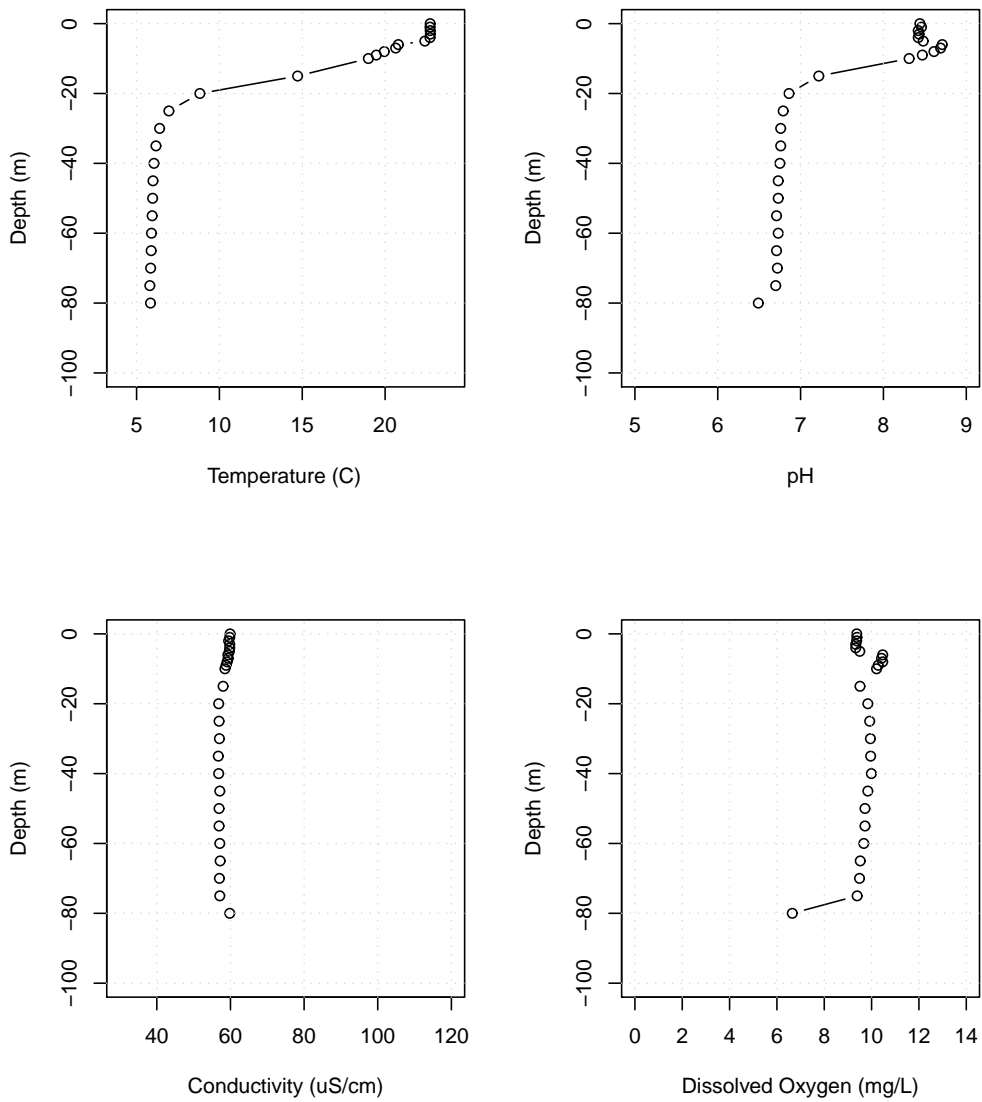 0
−20
−40
−60
−80
−100
Depth (m)
5 10 15 20
Temperature (C)
0
−20
−40
−60
−80
−100
Depth (m)
5 6 7 8 9
pH
0
−20
−40
−60
−80
−100
Depth (m)
40 60 80 100 120
Conductivity (uS/cm)
0
−20
−40
−60
−80
−100
Depth (m)
0 2 4 6 8 10 12 14
Dissolved Oxygen (mg/L)